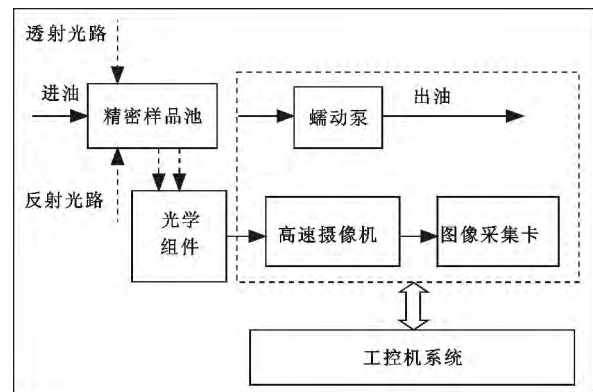 透射光路
进油
精密样品池
蠕动泵
出油
反射光路
光学
组件
高速摄像机
图像采集卡
工控机系统